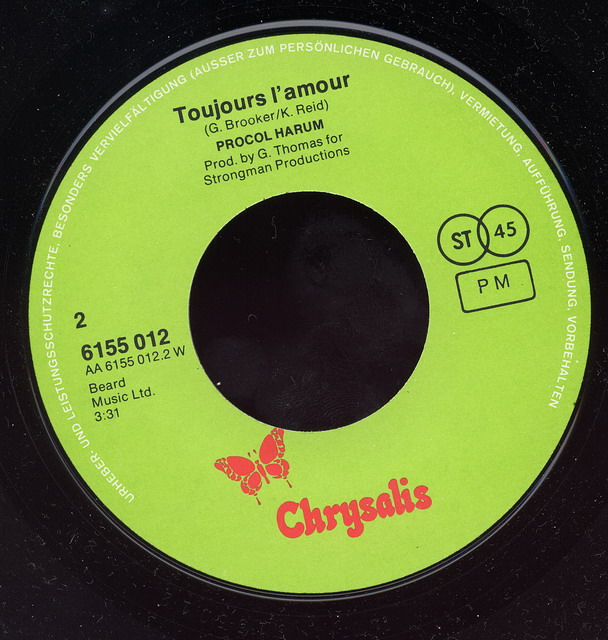 URHEBER- UND LEISTUNGSSCHUTZRECHTE, BESONDERS VERVIELFÄLTIGUNG (AUSSER ZUM PERSÖNLICHEN GEBRAUCH), VERMIETUNG, AUFFÜHRUNG, SENDUNG, VORBEHALTEN
Toujours l'amour
(G. Brooker/K. Reid)
PROCOL HARUM
Prod. by G. Thomas for
Strongman Productions
ST 45
PM
2
6155 012
AA 6155 012.2 W
Beard
Music Ltd.
3:31
Chrysalis